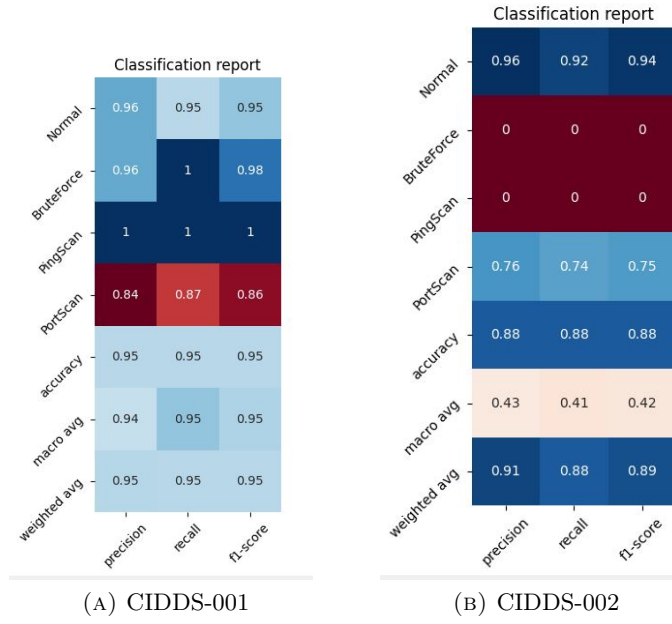 Classification report
Normal 0.96 0.95 0.95
BruteForce 0.96 1 0.98
PingScan 1 1 1
PortScan 0.84 0.87 0.86
accuracy 0.95 0.95 0.95
macro avg 0.94 0.95 0.95
weighted avg 0.95 0.95 0.95
precision recall f1-score
(A) CIDDS-001
Classification report
Normal 0.96 0.92 0.94
BruteForce 0 0 0
PingScan 0 0 0
PortScan 0.76 0.74 0.75
accuracy 0.88 0.88 0.88
macro avg 0.43 0.41 0.42
weighted avg 0.91 0.88 0.89
precision recall f1-score
(B) CIDDS-002